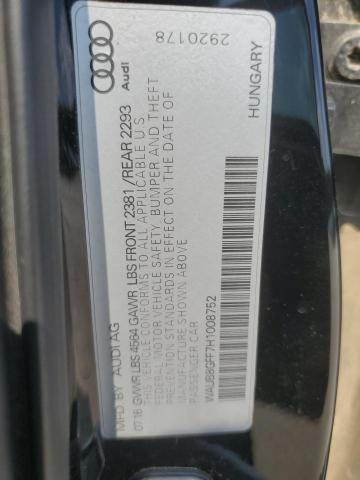 MFD. BY AUDI AG
07/16 GVWR LBS 4564 GAWR LBS FRONT 2381/REAR 2293
THIS VEHICLE CONFORMS TO ALL APPLICABLE U.S.
FEDERAL MOTOR VEHICLE SAFETY, BUMPER AND THEFT
PREVENTION STANDARDS IN EFFECT ON THE DATE OF
MANUFACTURE SHOWN ABOVE
PASSENGER CAR
WAUB8GFF7H1008752
Audi
2920178
HUNGARY